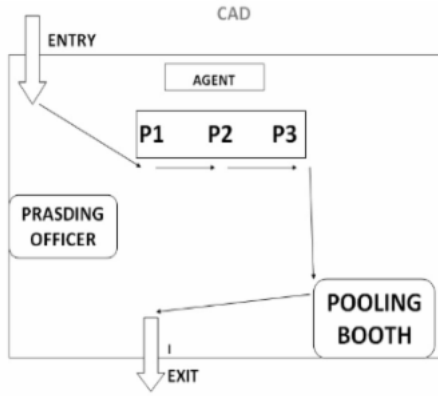 CAD
ENTRY
AGENT
P1 P2 P3
PRASDING
OFFICER
POOLING
BOOTH
I
EXIT